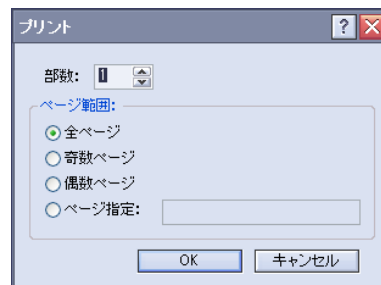 プリント
部数: 1
ページ範囲:
全ページ
奇数ページ
偶数ページ
ページ指定:
OK キャンセル